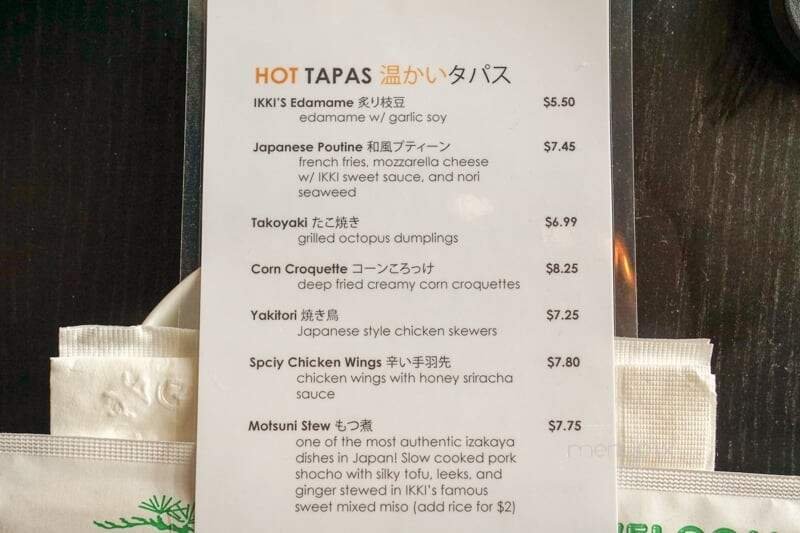 HOT TAPAS 温かいタパス
IKKI'S Edamame 炙り枝豆 $5.50
edamame w/ garlic soy
Japanese Poutine 和風プティーン $7.45
french fries, mozzarella cheese
w/ IKKI sweet sauce, and nori
seaweed
Takoyaki たこ焼き $6.99
grilled octopus dumplings
Corn Croquette コーンころっけ $8.25
deep fried creamy corn croquettes
Yakitori 焼き鳥 $7.25
Japanese style chicken skewers
Spciy Chicken Wings 辛い手羽先 $7.80
chicken wings with honey sriracha
sauce
Motsuni Stew もつ煮 $7.75
one of the most authentic izakaya
dishes in Japan! Slow cooked pork
shocho with silky tofu, leeks, and
ginger stewed in IKKI's famous
sweet mixed miso (add rice for $2)